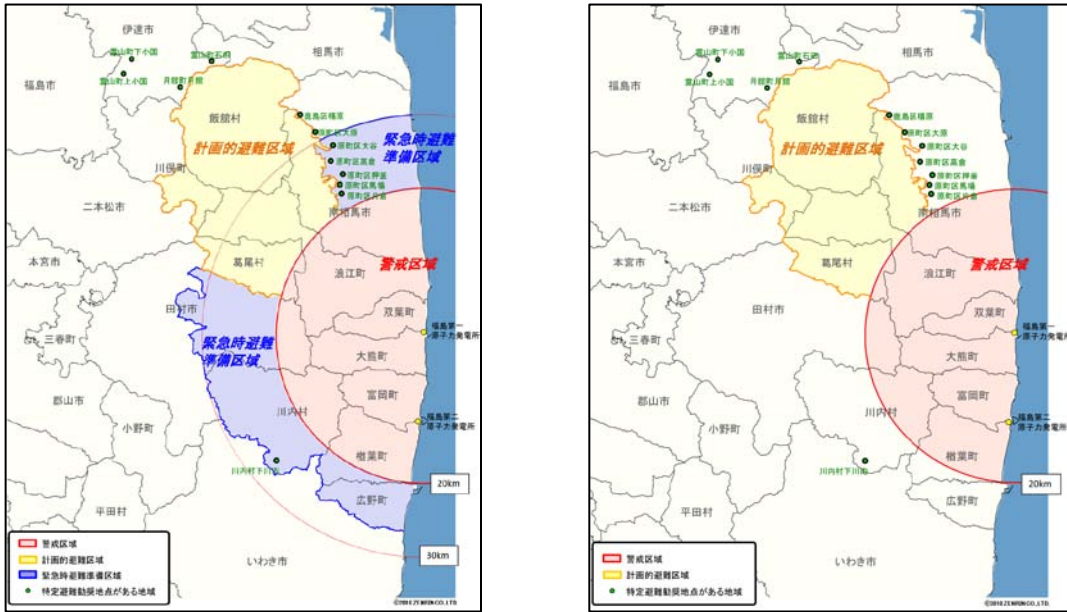 伊達市
霊山町下小国
霊山町石田
相馬市
福島市
霊山町上小国
月舘町月舘
飯舘村
鹿島区橲原
原町区大原
緊急時避難
準備区域
計画的避難区域
原町区大谷
原町区高倉
川俣町
原町区押釜
原町区馬場
原町区片倉
二本松市
南相馬市
本宮市
葛尾村
浪江町
警戒区域
田村市
双葉町
三春町
緊急時避難
準備区域
福島第一
原子力発電所
大熊町
富岡町
郡山市
川内村
小野町
福島第二
原子力発電所
楢葉町
川内村下川内
20km
広野町
平田村
いわき市
30km
警戒区域
計画的避難区域
緊急時避難準備区域
特定避難勧奨地点がある地域
©2010ZENRIN CO.,LTD
伊達市
霊山町下小国
霊山町石田
相馬市
福島市
霊山町上小国
月舘町月舘
飯舘村
鹿島区橲原
原町区大原
計画的避難区域
原町区大谷
原町区高倉
川俣町
原町区押釜
原町区馬場
原町区片倉
二本松市
南相馬市
本宮市
葛尾村
浪江町
警戒区域
田村市
双葉町
三春町
福島第一
原子力発電所
大熊町
富岡町
郡山市
川内村
小野町
福島第二
原子力発電所
楢葉町
川内村下川内
20km
広野町
平田村
いわき市
警戒区域
計画的避難区域
特定避難勧奨地点がある地域
©2010ZENRIN CO.,LTD